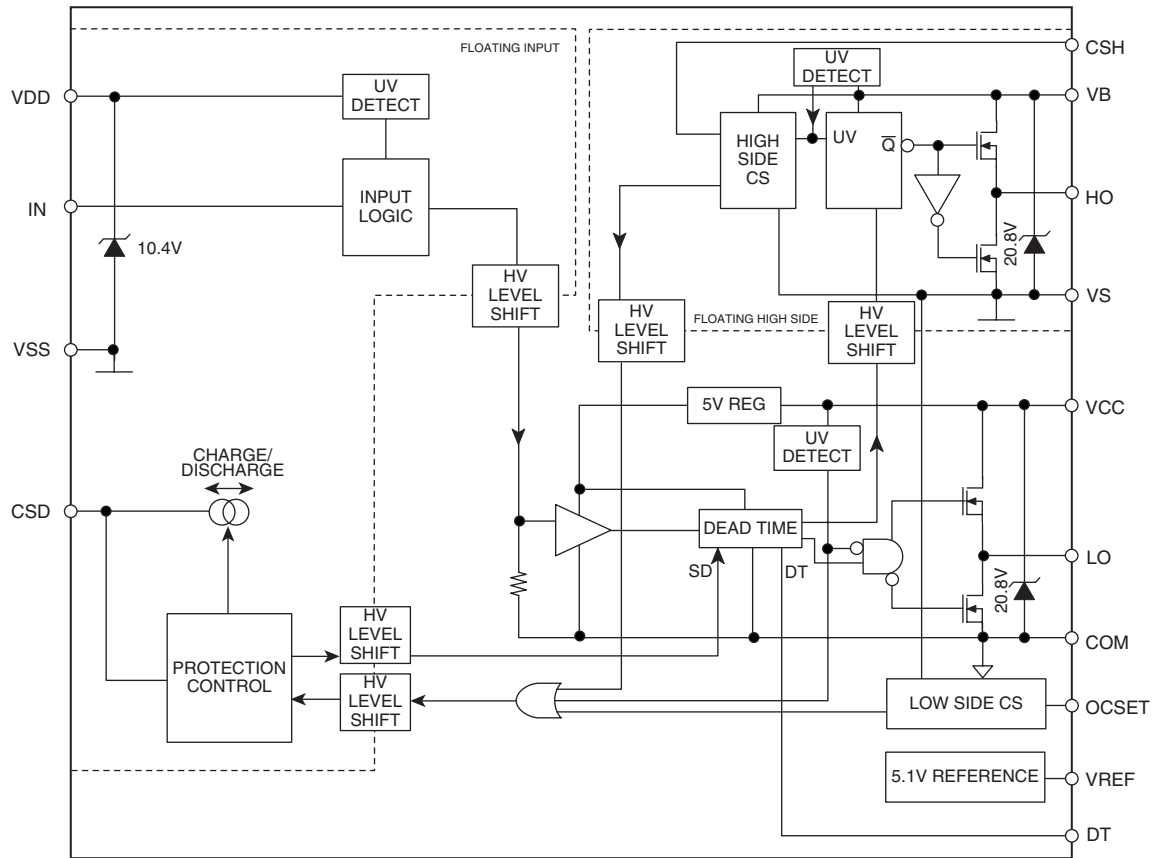 FLOATING INPUT
CSH
UV
DETECT
VDD
UV
DETECT
VB
HIGH
SIDE
CS
UV
Q̅
IN
INPUT
LOGIC
HO
10.4V
20.8V
HV
LEVEL
SHIFT
VS
HV
LEVEL
SHIFT
FLOATING HIGH SIDE
HV
LEVEL
SHIFT
VSS
5V REG
VCC
UV
DETECT
CHARGE/
DISCHARGE
CSD
DEAD TIME
SD
DT
LO
20.8V
HV
LEVEL
SHIFT
COM
PROTECTION
CONTROL
HV
LEVEL
SHIFT
LOW SIDE CS
OCSET
5.1V REFERENCE
VREF
DT